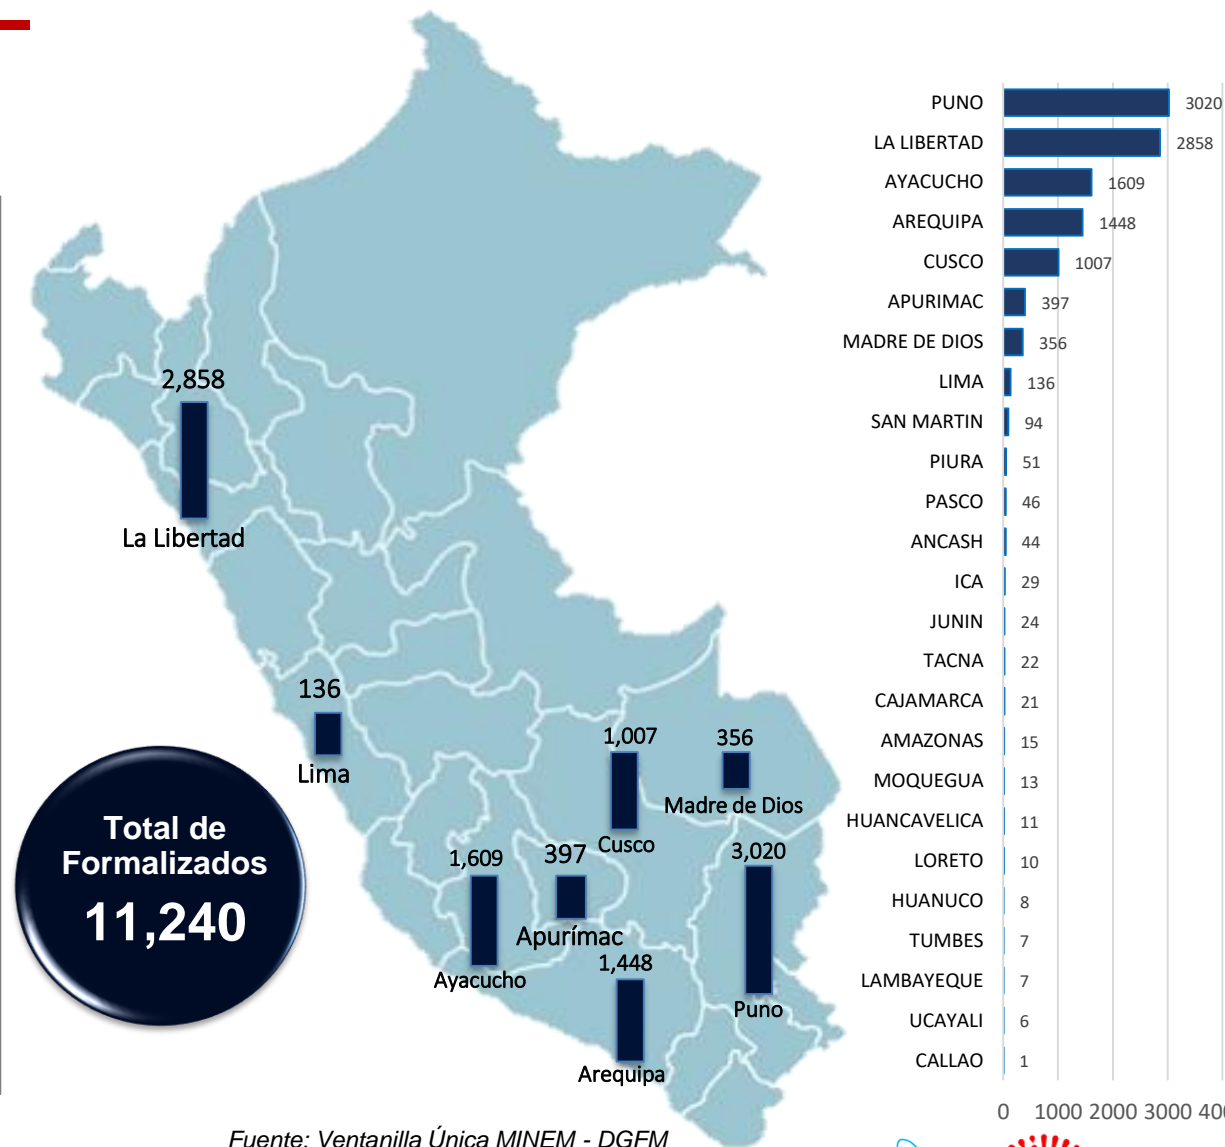 2,858
La Libertad
136
Lima
1,007
Cusco
356
Madre de Dios
1,609
Ayacucho
397
Apurímac
1,448
Arequipa
3,020
Puno
Total de
Formalizados
11,240
PUNO 3020
LA LIBERTAD 2858
AYACUCHO 1609
AREQUIPA 1448
CUSCO 1007
APURIMAC 397
MADRE DE DIOS 356
LIMA 136
SAN MARTIN 94
PIURA 51
PASCO 46
ANCASH 44
ICA 29
JUNIN 24
TACNA 22
CAJAMARCA 21
AMAZONAS 15
MOQUEGUA 13
HUANCAVELICA 11
LORETO 10
HUANUCO 8
TUMBES 7
LAMBAYEQUE 7
UCAYALI 6
CALLAO 1
0 1000 2000 3000
Fuente: Ventanilla Única MINEM - DGFM